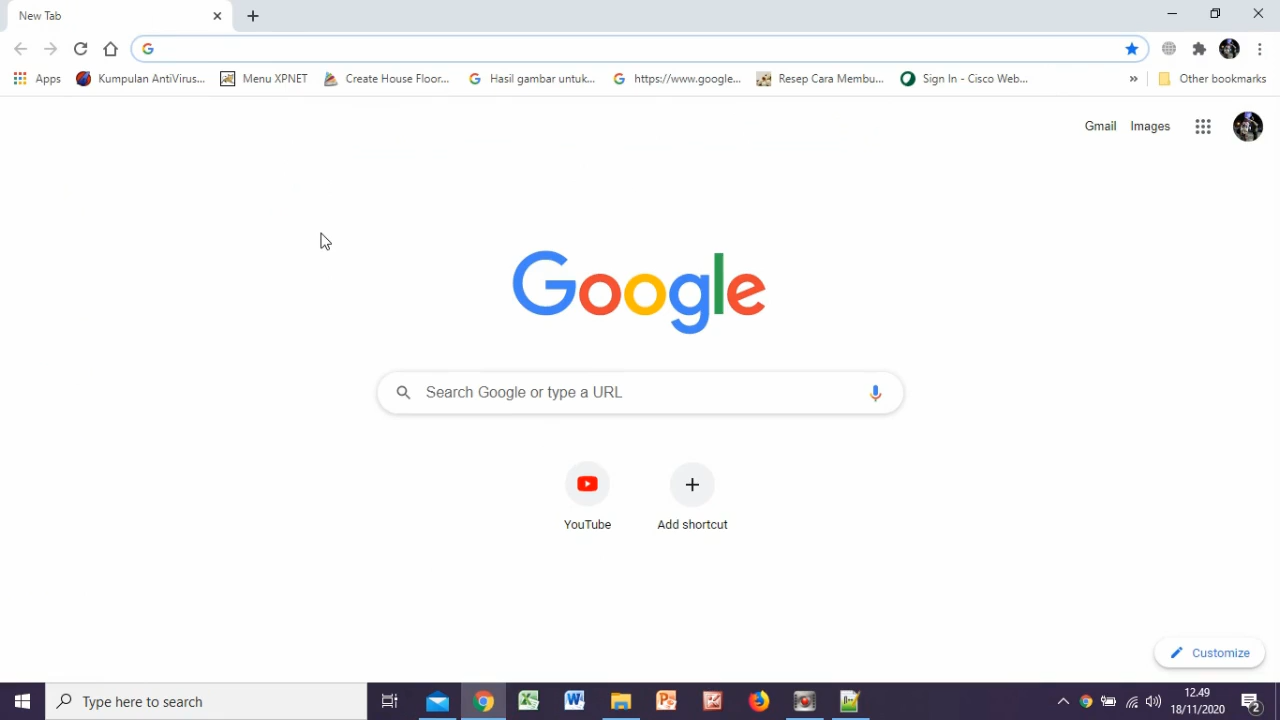 New Tab
Apps
Kumpulan AntiVirus...
Menu XPNET
Create House Floor...
Hasil gambar untuk...
https://www.google...
Resep Cara Membu...
Sign In - Cisco Web...
»
Other bookmarks
Gmail
Images
Google
Search Google or type a URL
YouTube
Add shortcut
Customize
Type here to search
12.49
18/11/2020
2